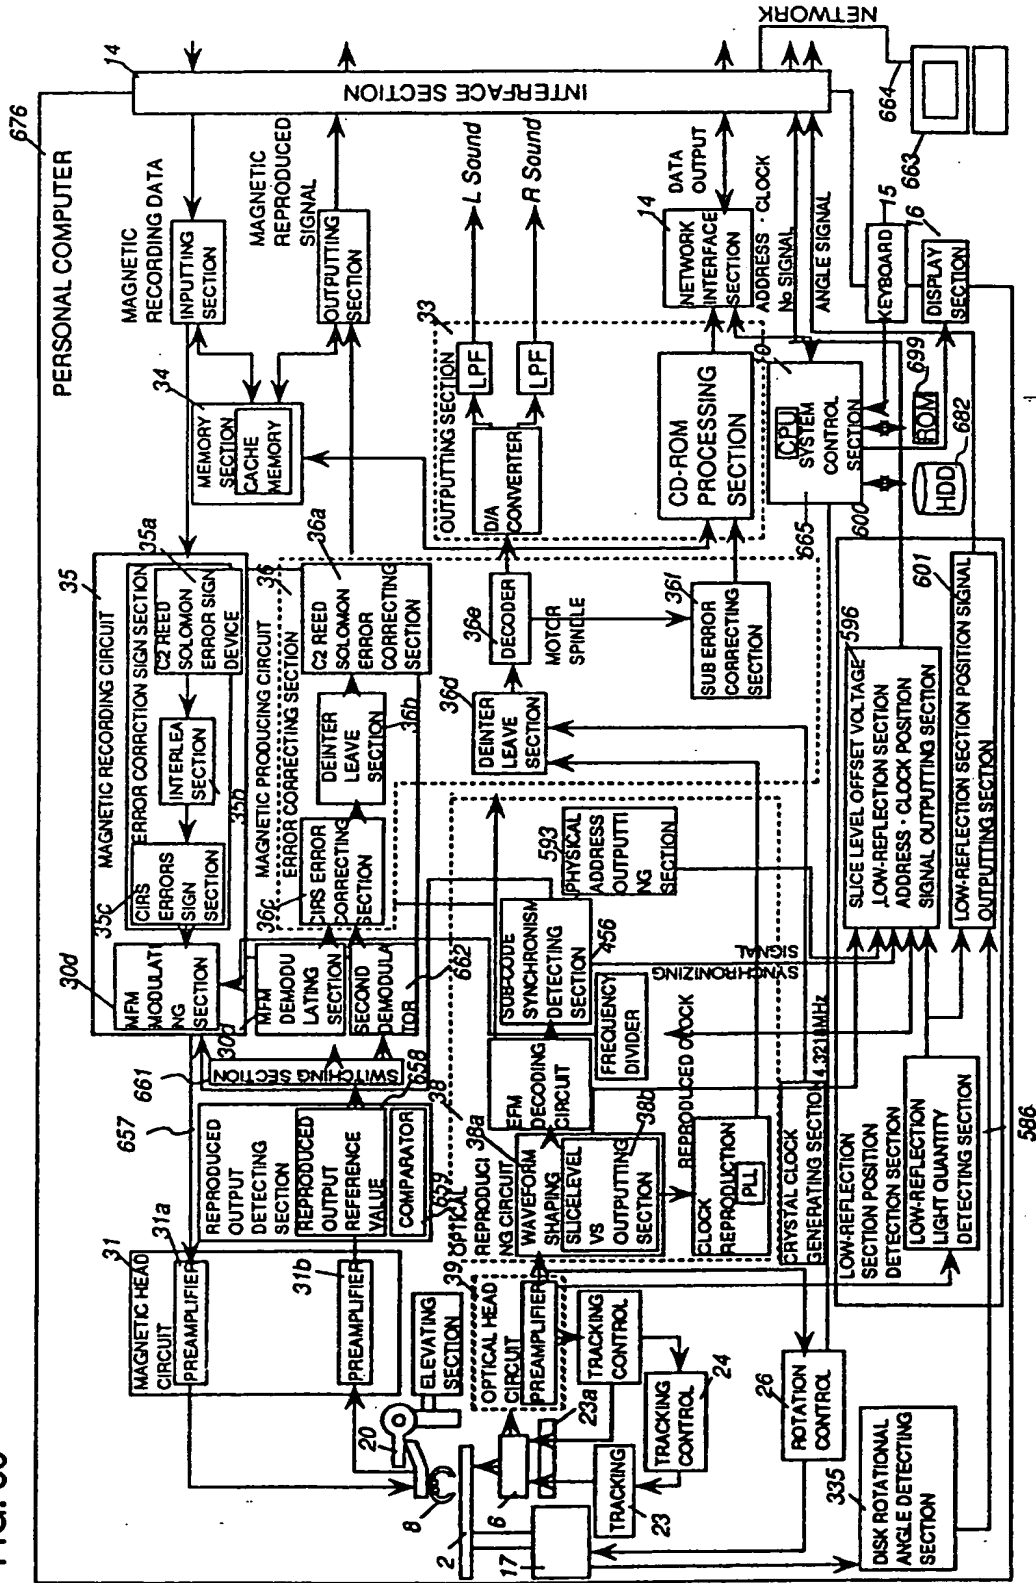 676
PERSONAL COMPUTER
14
INTERFACE SECTION
NETWORK
664
663
MAGNETIC
RECORDING DATA
INPUTTING
SECTION
MAGNETIC
REPRODUCED
SIGNAL
OUTPUTTING
SECTION
34
MEMORY
SECTION
CACHE
MEMORY
35
MAGNETIC RECORDING CIRCUIT
ERROR CORRCTION SIGN SECTION
35a
C2 REED
SOLOMON
ERROR SIGN
DEVICE
INTERLEA
SECTION
35b
35c
CIRS
ERRORS
SIGN
SECTION
30d
MFM
MODULATI
NG
SECTION
MAGNETIC PRODUCING CIRCUIT
ERROR CORRECTING SECTION
36
36a
C2 REED
SOLOMON
ERROR
CORRECTING
SECTION
DEINTER
LEAVE
SECTION
36b
36c
CIRS ERROR
CORRECTING
SECTION
30d
MFM
DEMODU
LATING
SECTION
SECOND
DEMODULA
TOR
662
661
SWITCHING SECTION
657
658
REPRODUCED
OUTPUT
DETECTING
SECTION
REPRODUCED
OUTPUT
REFERENCE
VALUE
COMPARATOR
659
31
MAGNETIC HEAD
CIRCUIT
31a
PREAMPLIFIER
31b
PREAMPLIFIER
20
ELEVATING
SECTION
8
2
6
17
33
OUTPUTTING SECTION
LPF
L Sound
LPF
R Sound
D/A
CONVERTER
CD-ROM
PROCESSING
SECTION
14
NETWORK
INTERFACE
SECTION
DATA
OUTPUT
ADDRESS · CLOCK
No SIGNAL
ANGLE SIGNAL
36e
DECODER
MOTOR
SPINDLE
36d
DEINTER
LEAVE
SECTION
36f
SUB ERROR
CORRECTING
SECTION
593
PHYSICAL
ADDRESS
OUTPUTTI
NG
SECTION
SUB-CODE
SYNCHRONISM
DETECTING
SECTION
456
SYNCHRONIZING
SIGNAL
FREQUENCY
DIVIDER
EFM
DECODING
CIRCUIT
REPRODUCED CLOCK
38
OPTICAL
REPRODUCI
NG CIRCUIT
38a
WAVEFORM
SHAPING
SLICELEVEL
VS
OUTPUTTING
SECTION
38b
CLOCK
REPRODUCTION
PLL
CRYSTAL CLOCK
GENERATING SECTION
4.3218MHz
39
OPTICAL HEAD
CIRCUIT
PREAMPLIFIER
23a
TRACKING
CONTROL
TRACKING
CONTROL
24
TRACKING
23
26
ROTATION
CONTROL
335
DISK ROTATIONAL
ANGLE DETECTING
SECTION
10
CPU
SYSTEM
CONTROL
SECTION
665
600
KEYBOARD
15
16
DISPLAY
SECTION
ROM
699
HDD
682
596
SLICE LEVEL OFFSET VOLTAGE
LOW-REFLECTION SECTION
ADDRESS · CLOCK POSITION
SIGNAL OUTPUTTING SECTION
601
LOW-REFLECTION SECTION POSITION SIGNAL
OUTPUTTING SECTION
LOW-REFLECTION
SECTION POSITION
DETECTION SECTION
LOW-REFLECTION
LIGHT QUANTITY
DETECTING SECTION
586